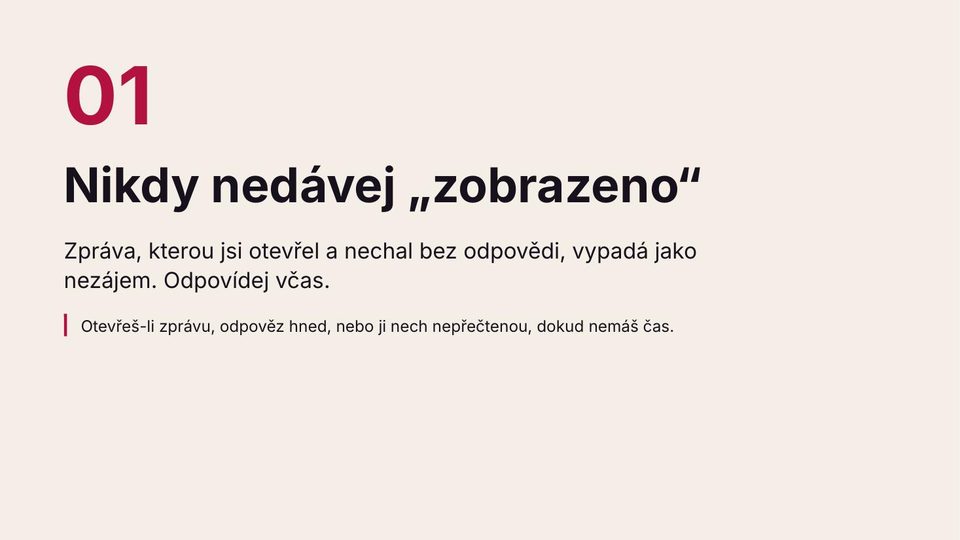 01
Nikdy nedávej „zobrazeno“
Zpráva, kterou jsi otevřel a nechal bez odpovědi, vypadá jako
nezájem. Odpovídej včas.
Otevřeš-li zprávu, odpověz hned, nebo ji nech nepřečtenou, dokud nemáš čas.